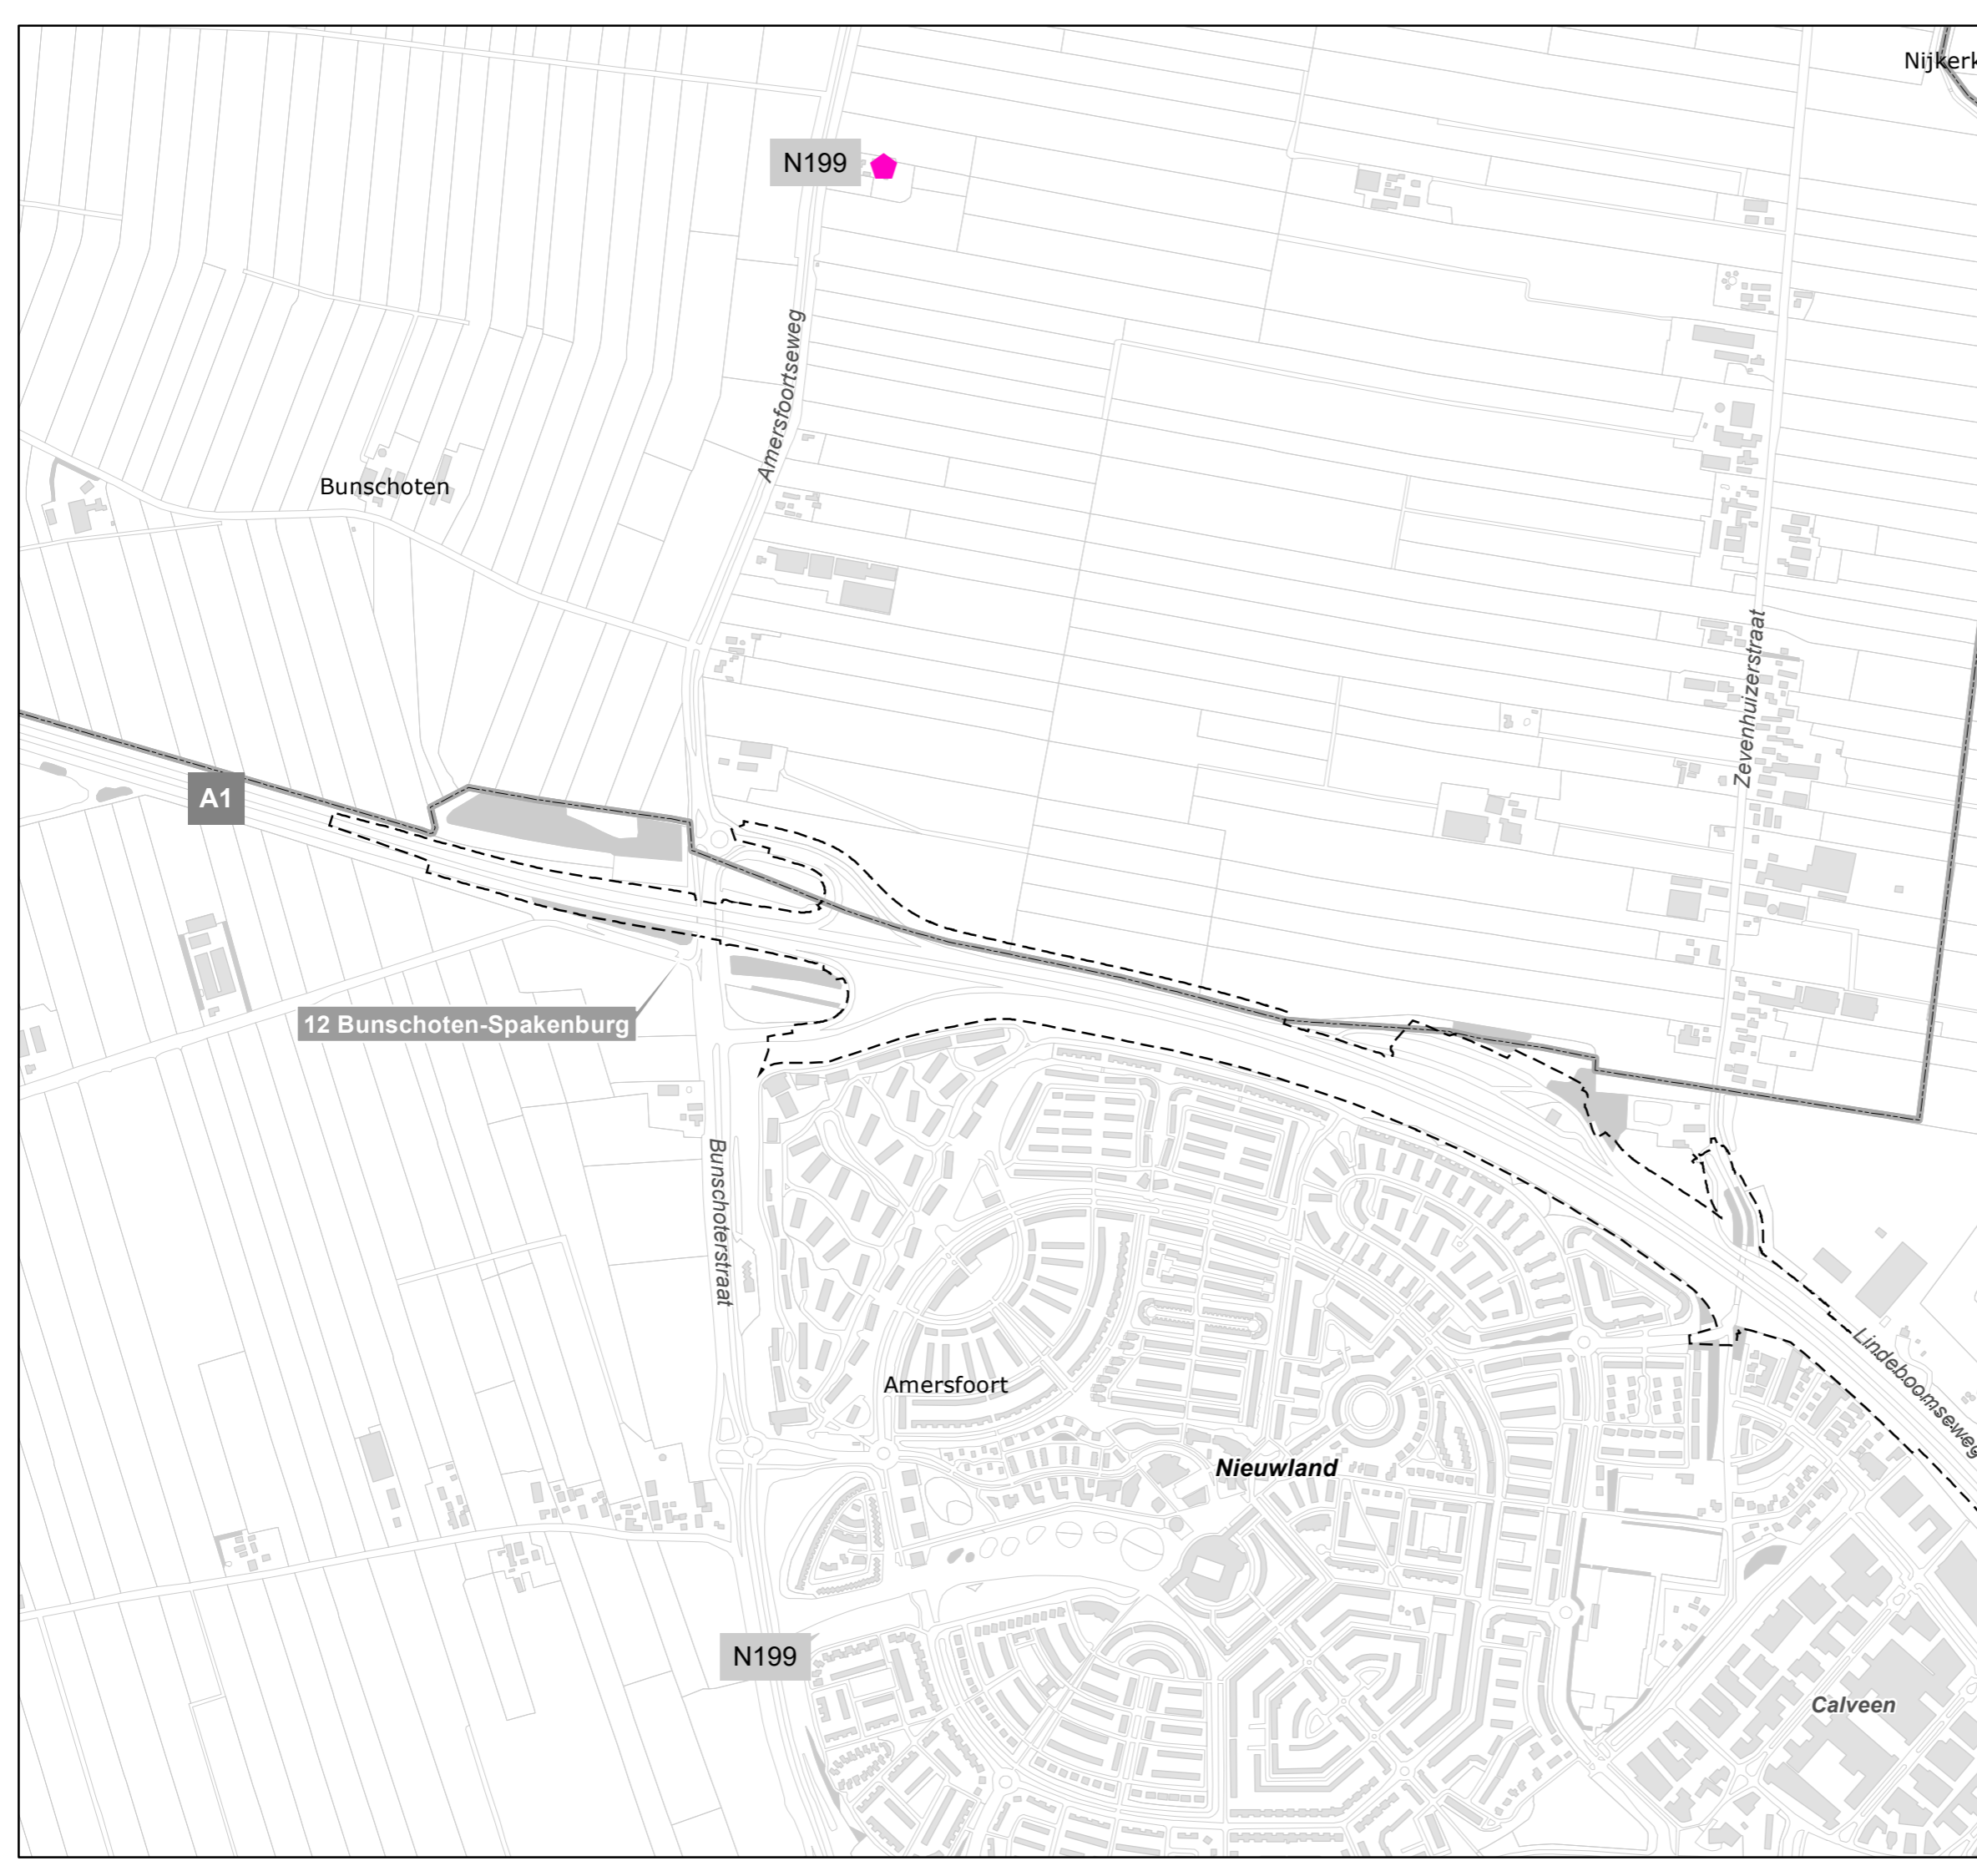 Nijkerk
N199
Amersfoortseweg
Bunschoten
Zevenhuizerstraat
A1
12 Bunschoten-Spakenburg
Bunschoterstraat
Lindeboomseweg
Amersfoort
Nieuwland
N199
Calveen